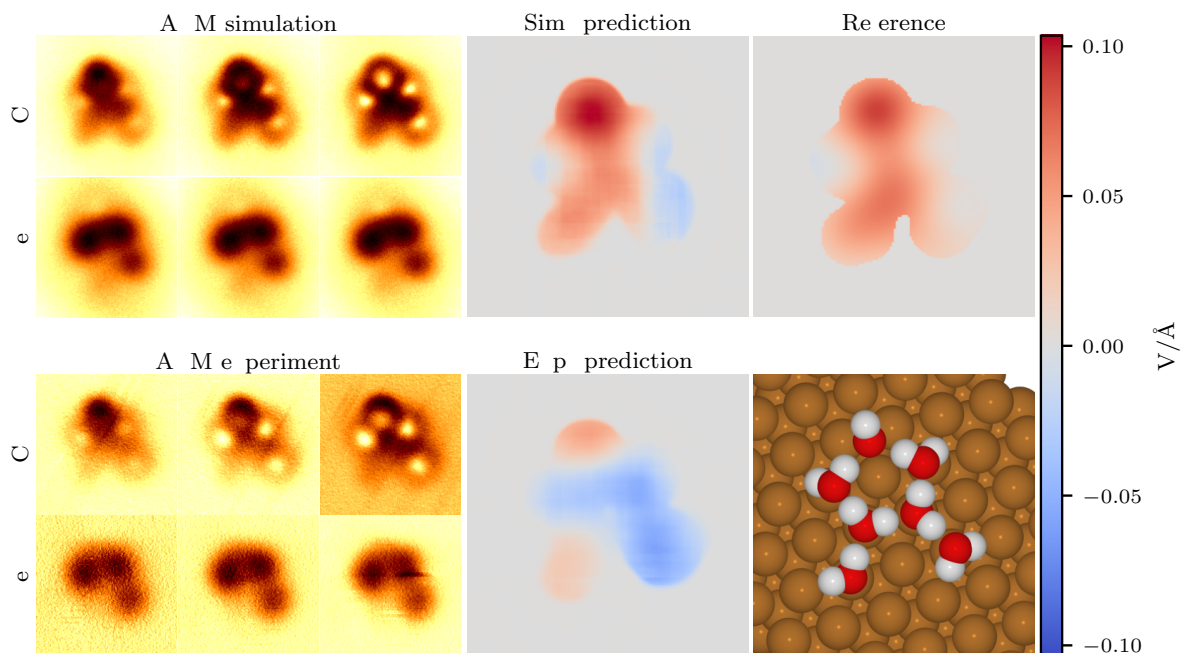 A M simulation
Sim prediction
Re erence
C
e
A M e periment
E p prediction
C
e
0.10
0.05
0.00
−0.05
−0.10
V/Å